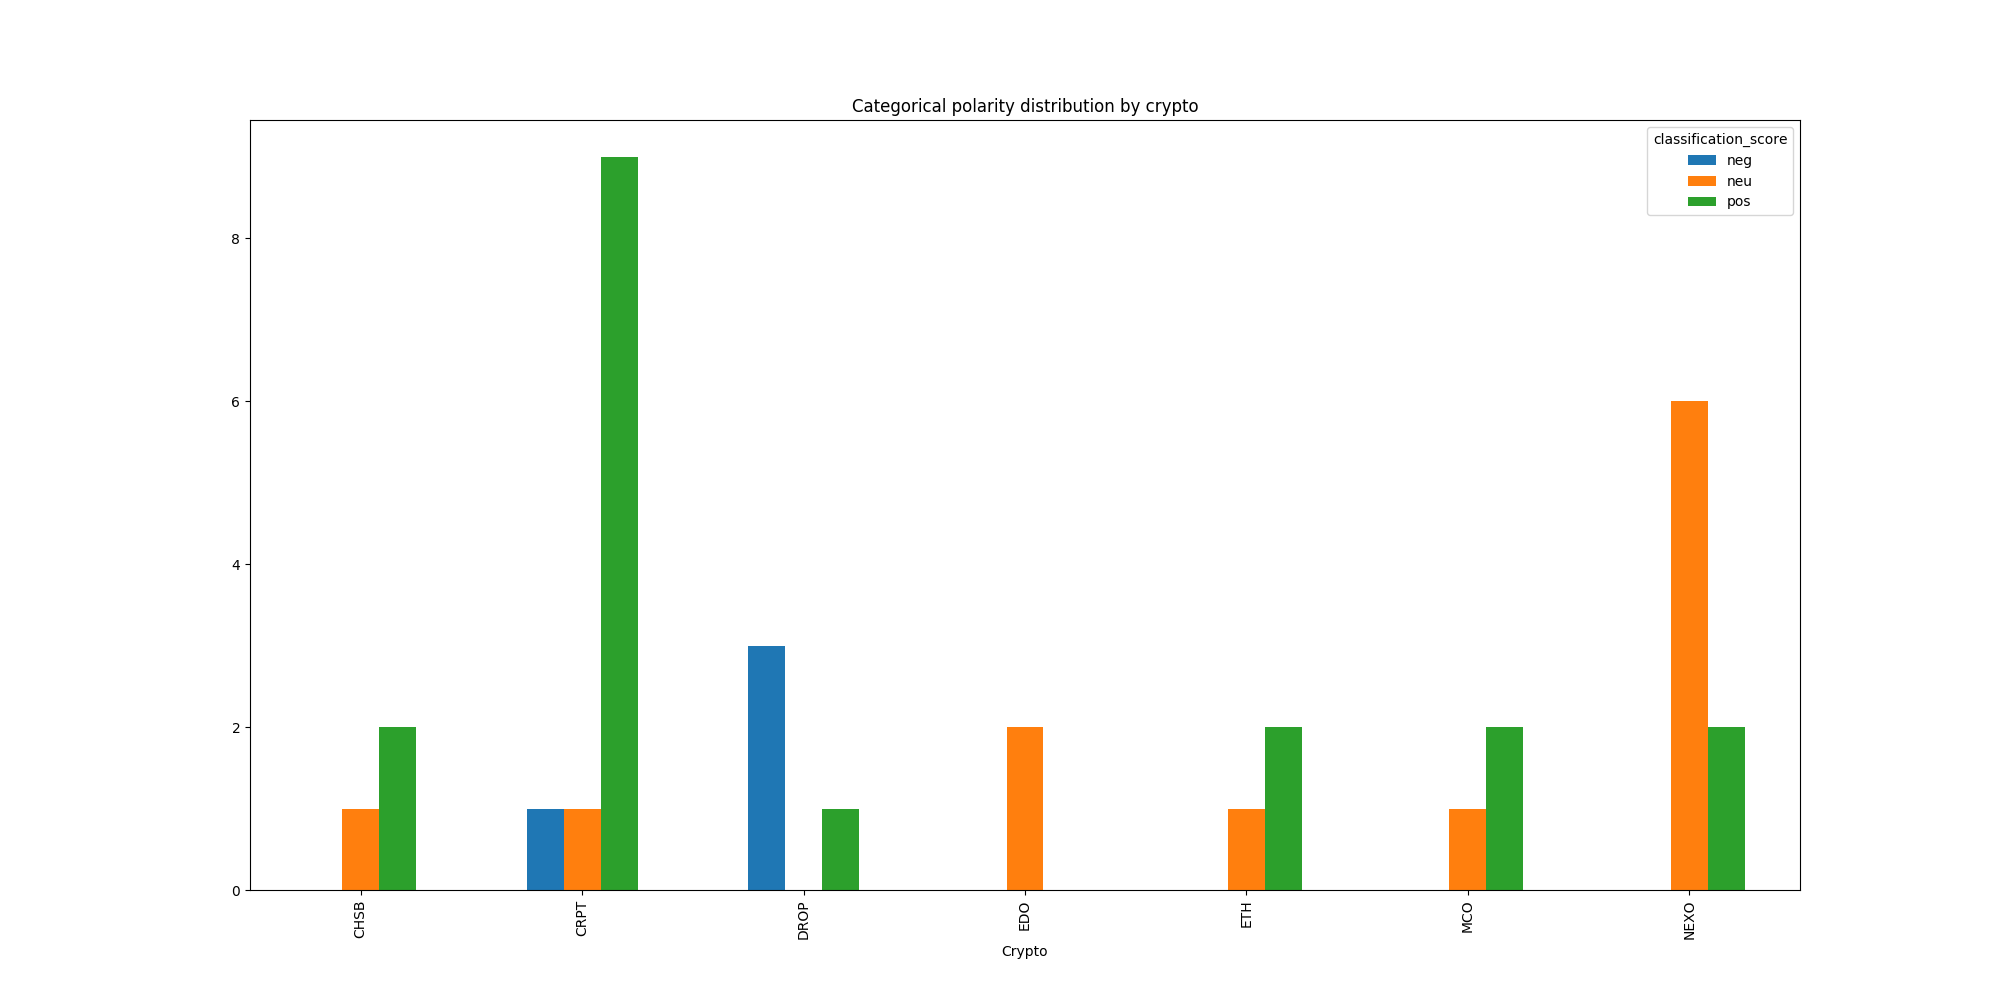 Categorical polarity distribution by crypto
classification_score
neg
neu
pos
8
6
4
2
0
CHSB
CRPT
DROP
EDO
ETH
MCO
NEXO
Crypto